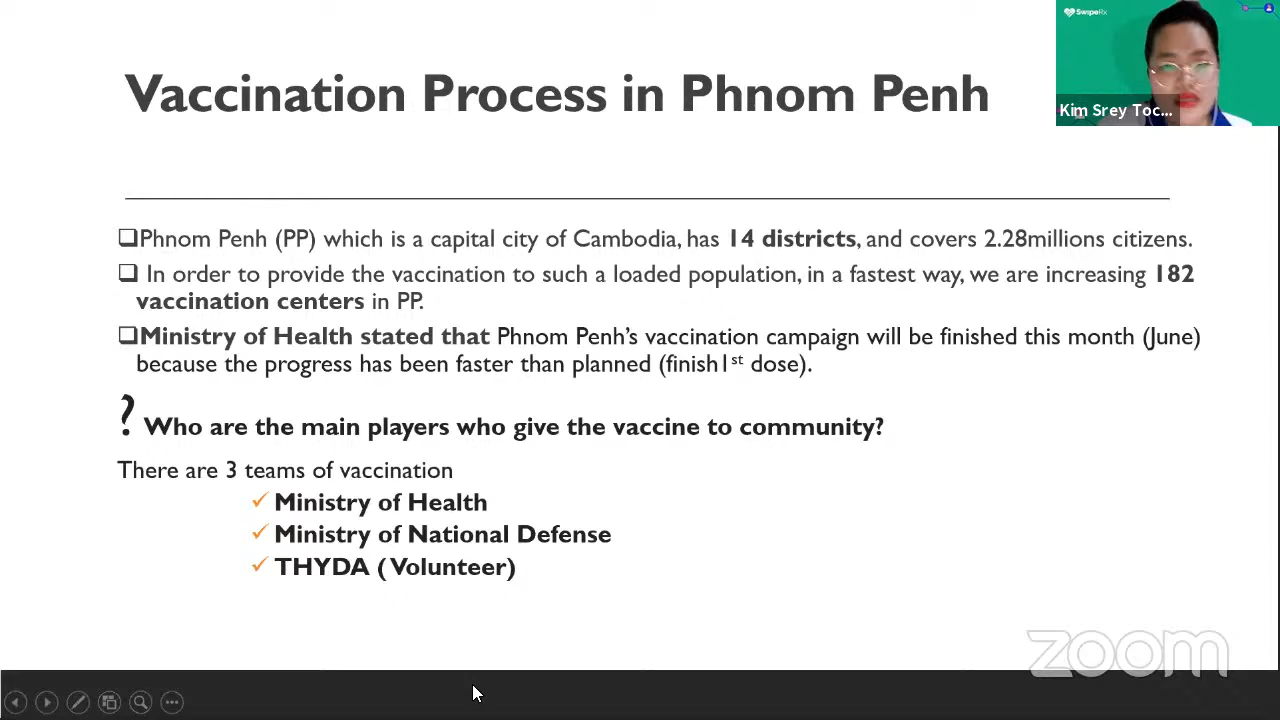 SwipeRx
Kim Srey Toc...
Vaccination Process in Phnom Penh
❑Phnom Penh (PP) which is a capital city of Cambodia, has 14 districts, and covers 2.28millions citizens.
❑ In order to provide the vaccination to such a loaded population, in a fastest way, we are increasing 182
vaccination centers in PP.
❑Ministry of Health stated that Phnom Penh’s vaccination campaign will be finished this month (June)
because the progress has been faster than planned (finish1st dose).
? Who are the main players who give the vaccine to community?
There are 3 teams of vaccination
✓ Ministry of Health
✓ Ministry of National Defense
✓ THYDA ( Volunteer)
zoom